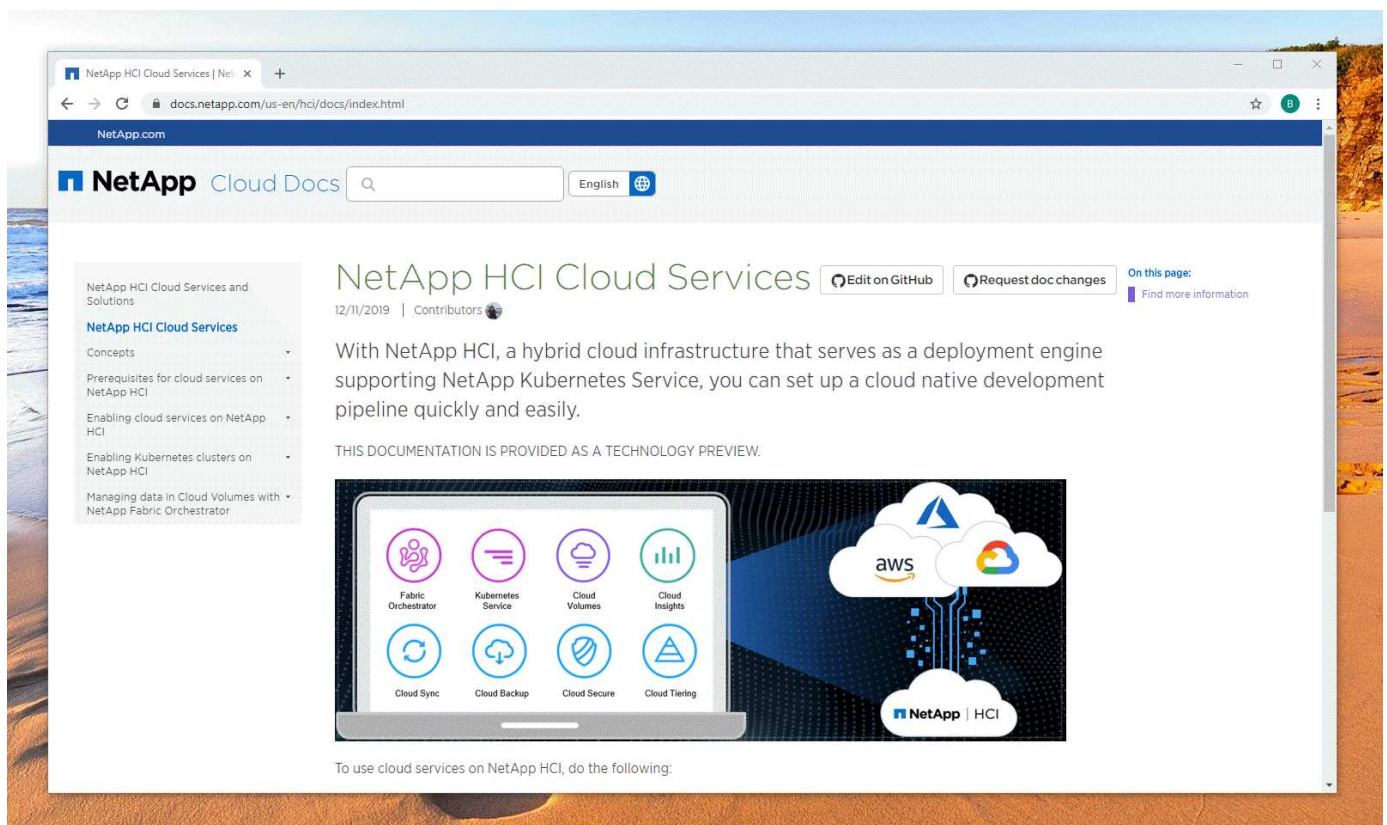 NetApp HCI Cloud Services | Net
docs.netapp.com/us-en/hci/docs/index.html
B
NetApp.com
NetApp Cloud Docs
English
NetApp HCI Cloud Services and
Solutions
NetApp HCI Cloud Services
Concepts
Prerequisites for cloud services on
NetApp HCI
Enabling cloud services on NetApp
HCI
Enabling Kubernetes clusters on
NetApp HCI
Managing data in Cloud Volumes with
NetApp Fabric Orchestrator
NetApp HCI Cloud Services
Edit on GitHub
Request doc changes
12/11/2019 | Contributors
With NetApp HCI, a hybrid cloud infrastructure that serves as a deployment engine
supporting NetApp Kubernetes Service, you can set up a cloud native development
pipeline quickly and easily.
THIS DOCUMENTATION IS PROVIDED AS A TECHNOLOGY PREVIEW.
Fabric
Orchestrator
Kubernetes
Service
Cloud
Volumes
Cloud
Insights
Cloud Sync
Cloud Backup
Cloud Secure
Cloud Tiering
aws
NetApp | HCI
To use cloud services on NetApp HCI, do the following:
On this page:
Find more information